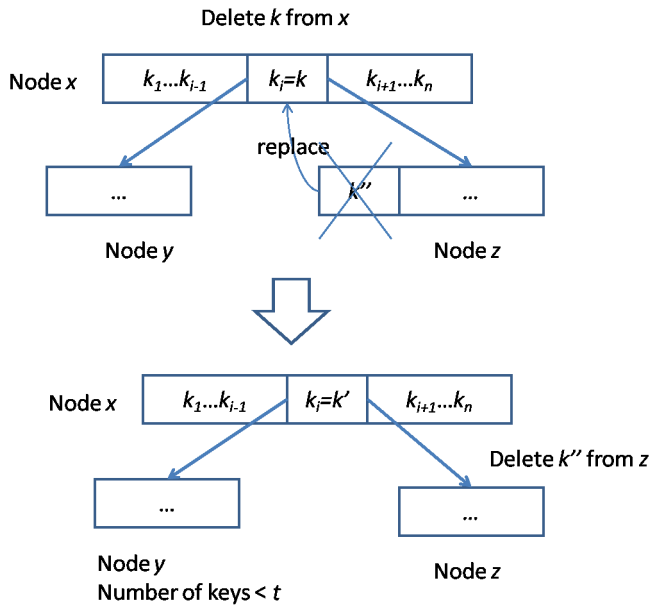 Delete k from x
Node x k₁...kᵢ₋₁ kᵢ=k kᵢ₊₁...kₙ
replace
... k″ ...
Node y Node z
Node x k₁...kᵢ₋₁ kᵢ=k' kᵢ₊₁...kₙ
Delete k″ from z
... ...
Node y
Number of keys < t
Node z